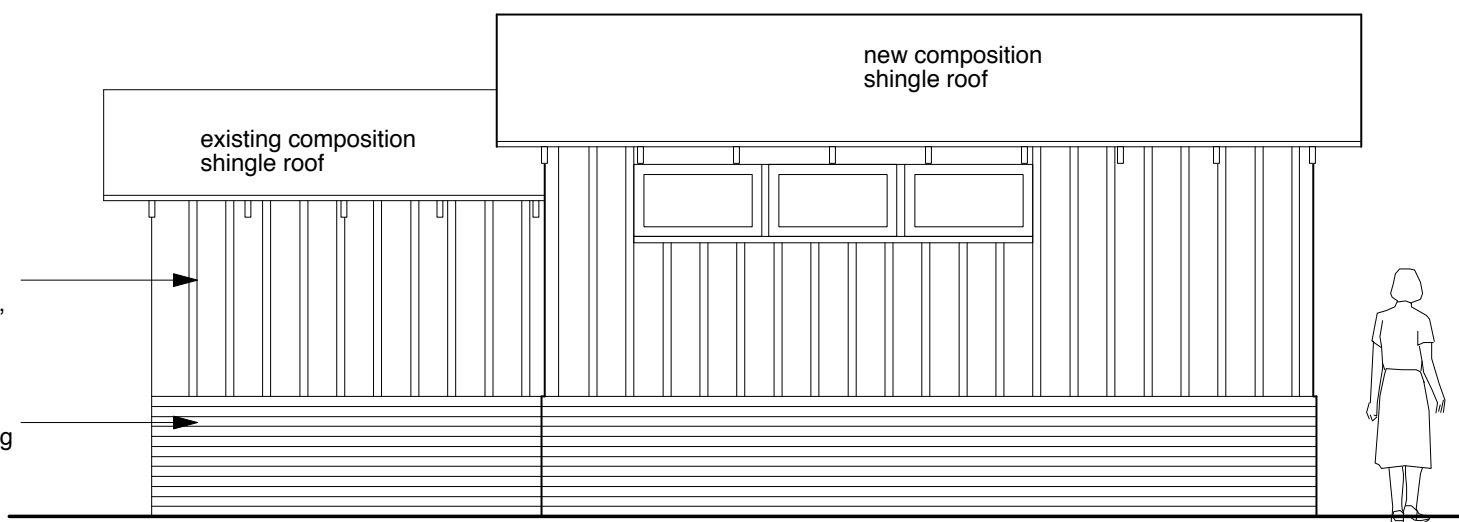 new composition
shingle roof
existing composition
shingle roof
,
g